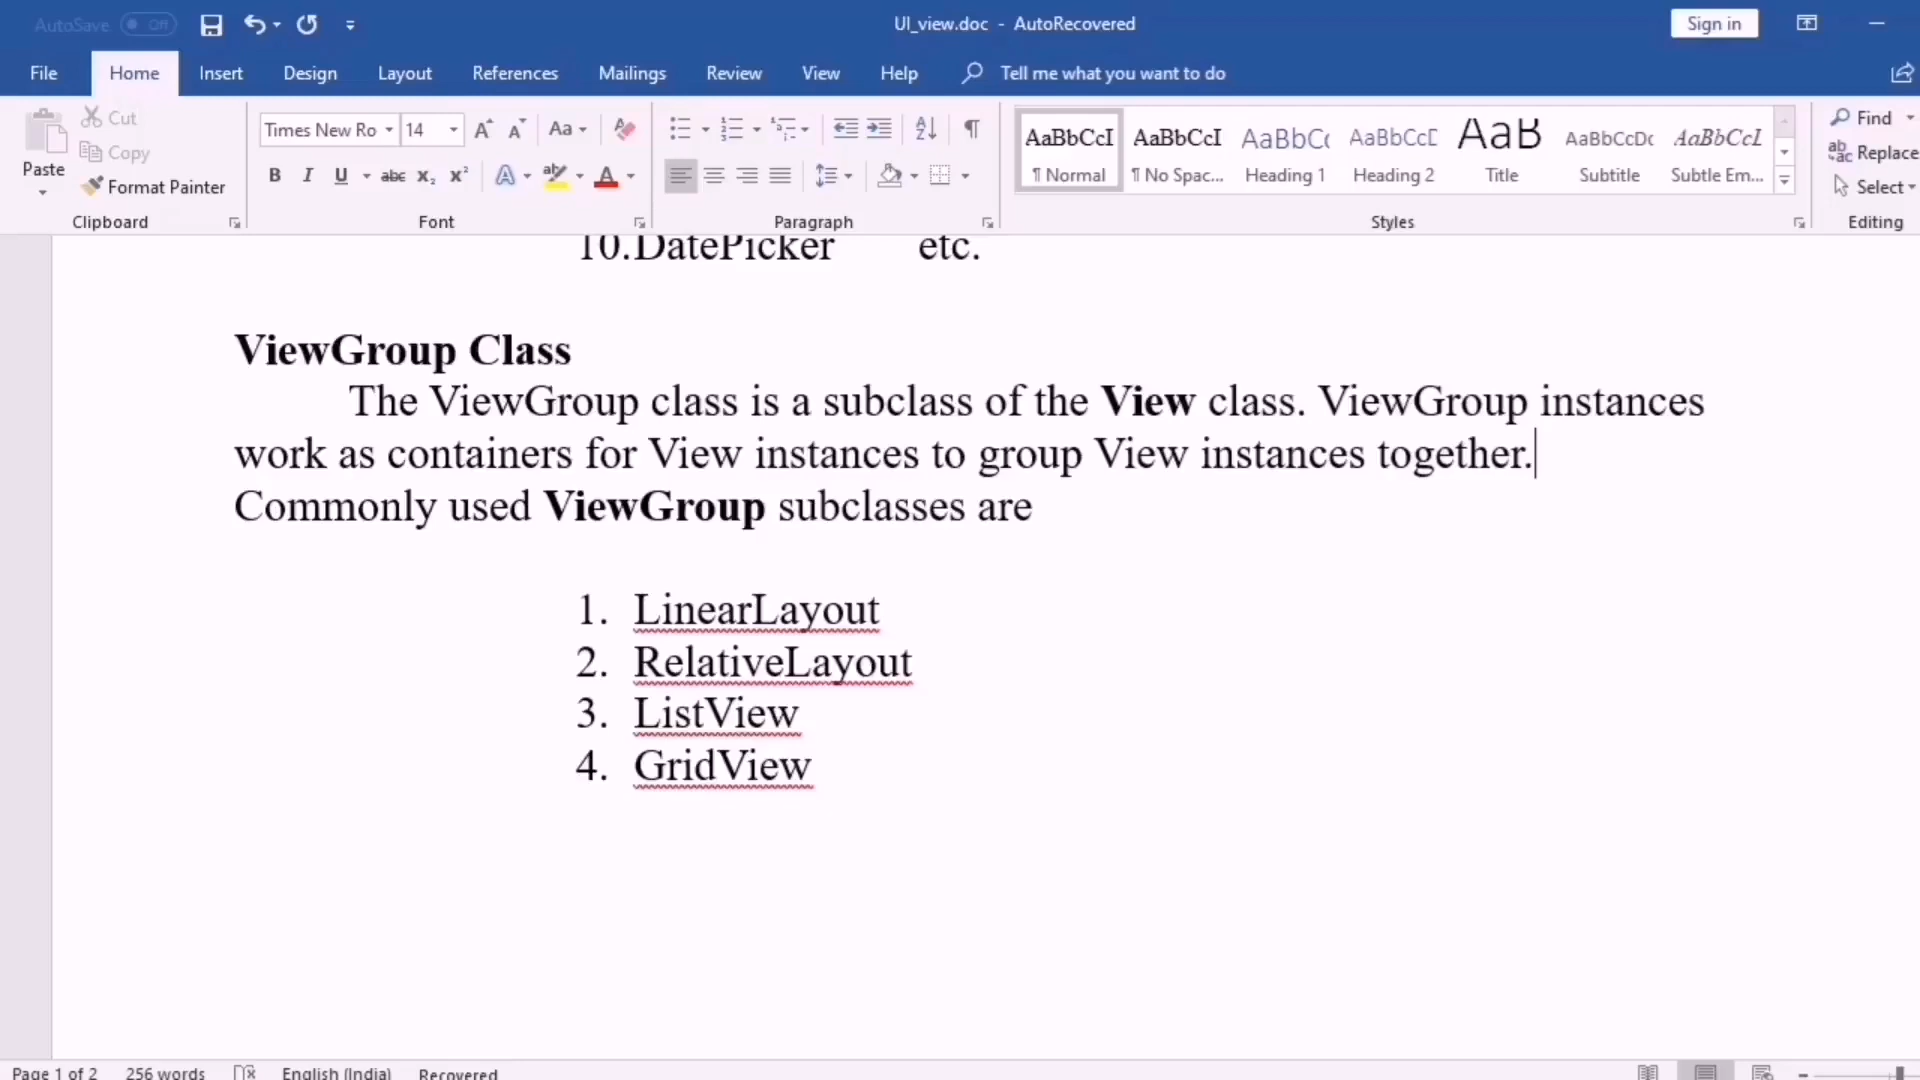 AutoSave Off
UI_view.doc - AutoRecovered
Sign in
File Home Insert Design Layout References Mailings Review View Help Tell me what you want to do
Paste
Cut
Copy
Format Painter
Clipboard
Times New Ro 14
Font
Paragraph
AaBbCcI AaBbCcI AaBbCc AaBbCcD AaB AaBbCcDc AaBbCcL
¶ Normal ¶ No Spac... Heading 1 Heading 2 Title Subtitle Subtle Em...
Styles
Find
Replace
Select
Editing
10.DatePicker etc.
ViewGroup Class
The ViewGroup class is a subclass of the View class. ViewGroup instances
work as containers for View instances to group View instances together.
Commonly used ViewGroup subclasses are
1. LinearLayout
2. RelativeLayout
3. ListView
4. GridView
Page 1 of 2 256 words English (India) Recovered